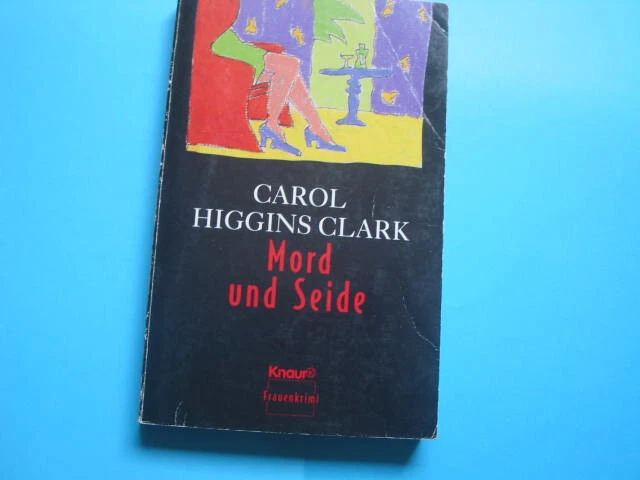 CAROL
HIGGINS CLARK
Mord
und Seide
Knaur
Frauenkrimi